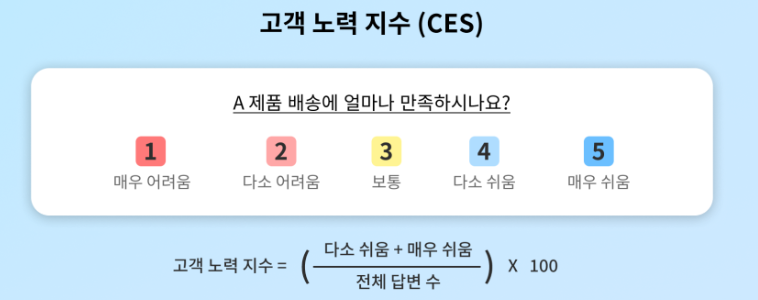 고객 노력 지수 (CES)
A 제품 배송에 얼마나 만족하시나요?
1 2 3 4 5
매우 어려움 다소 어려움 보통 다소 쉬움 매우 쉬움
다소 쉬움 + 매우 쉬움
고객 노력 지수 = ( ) X 100
전체 답변 수